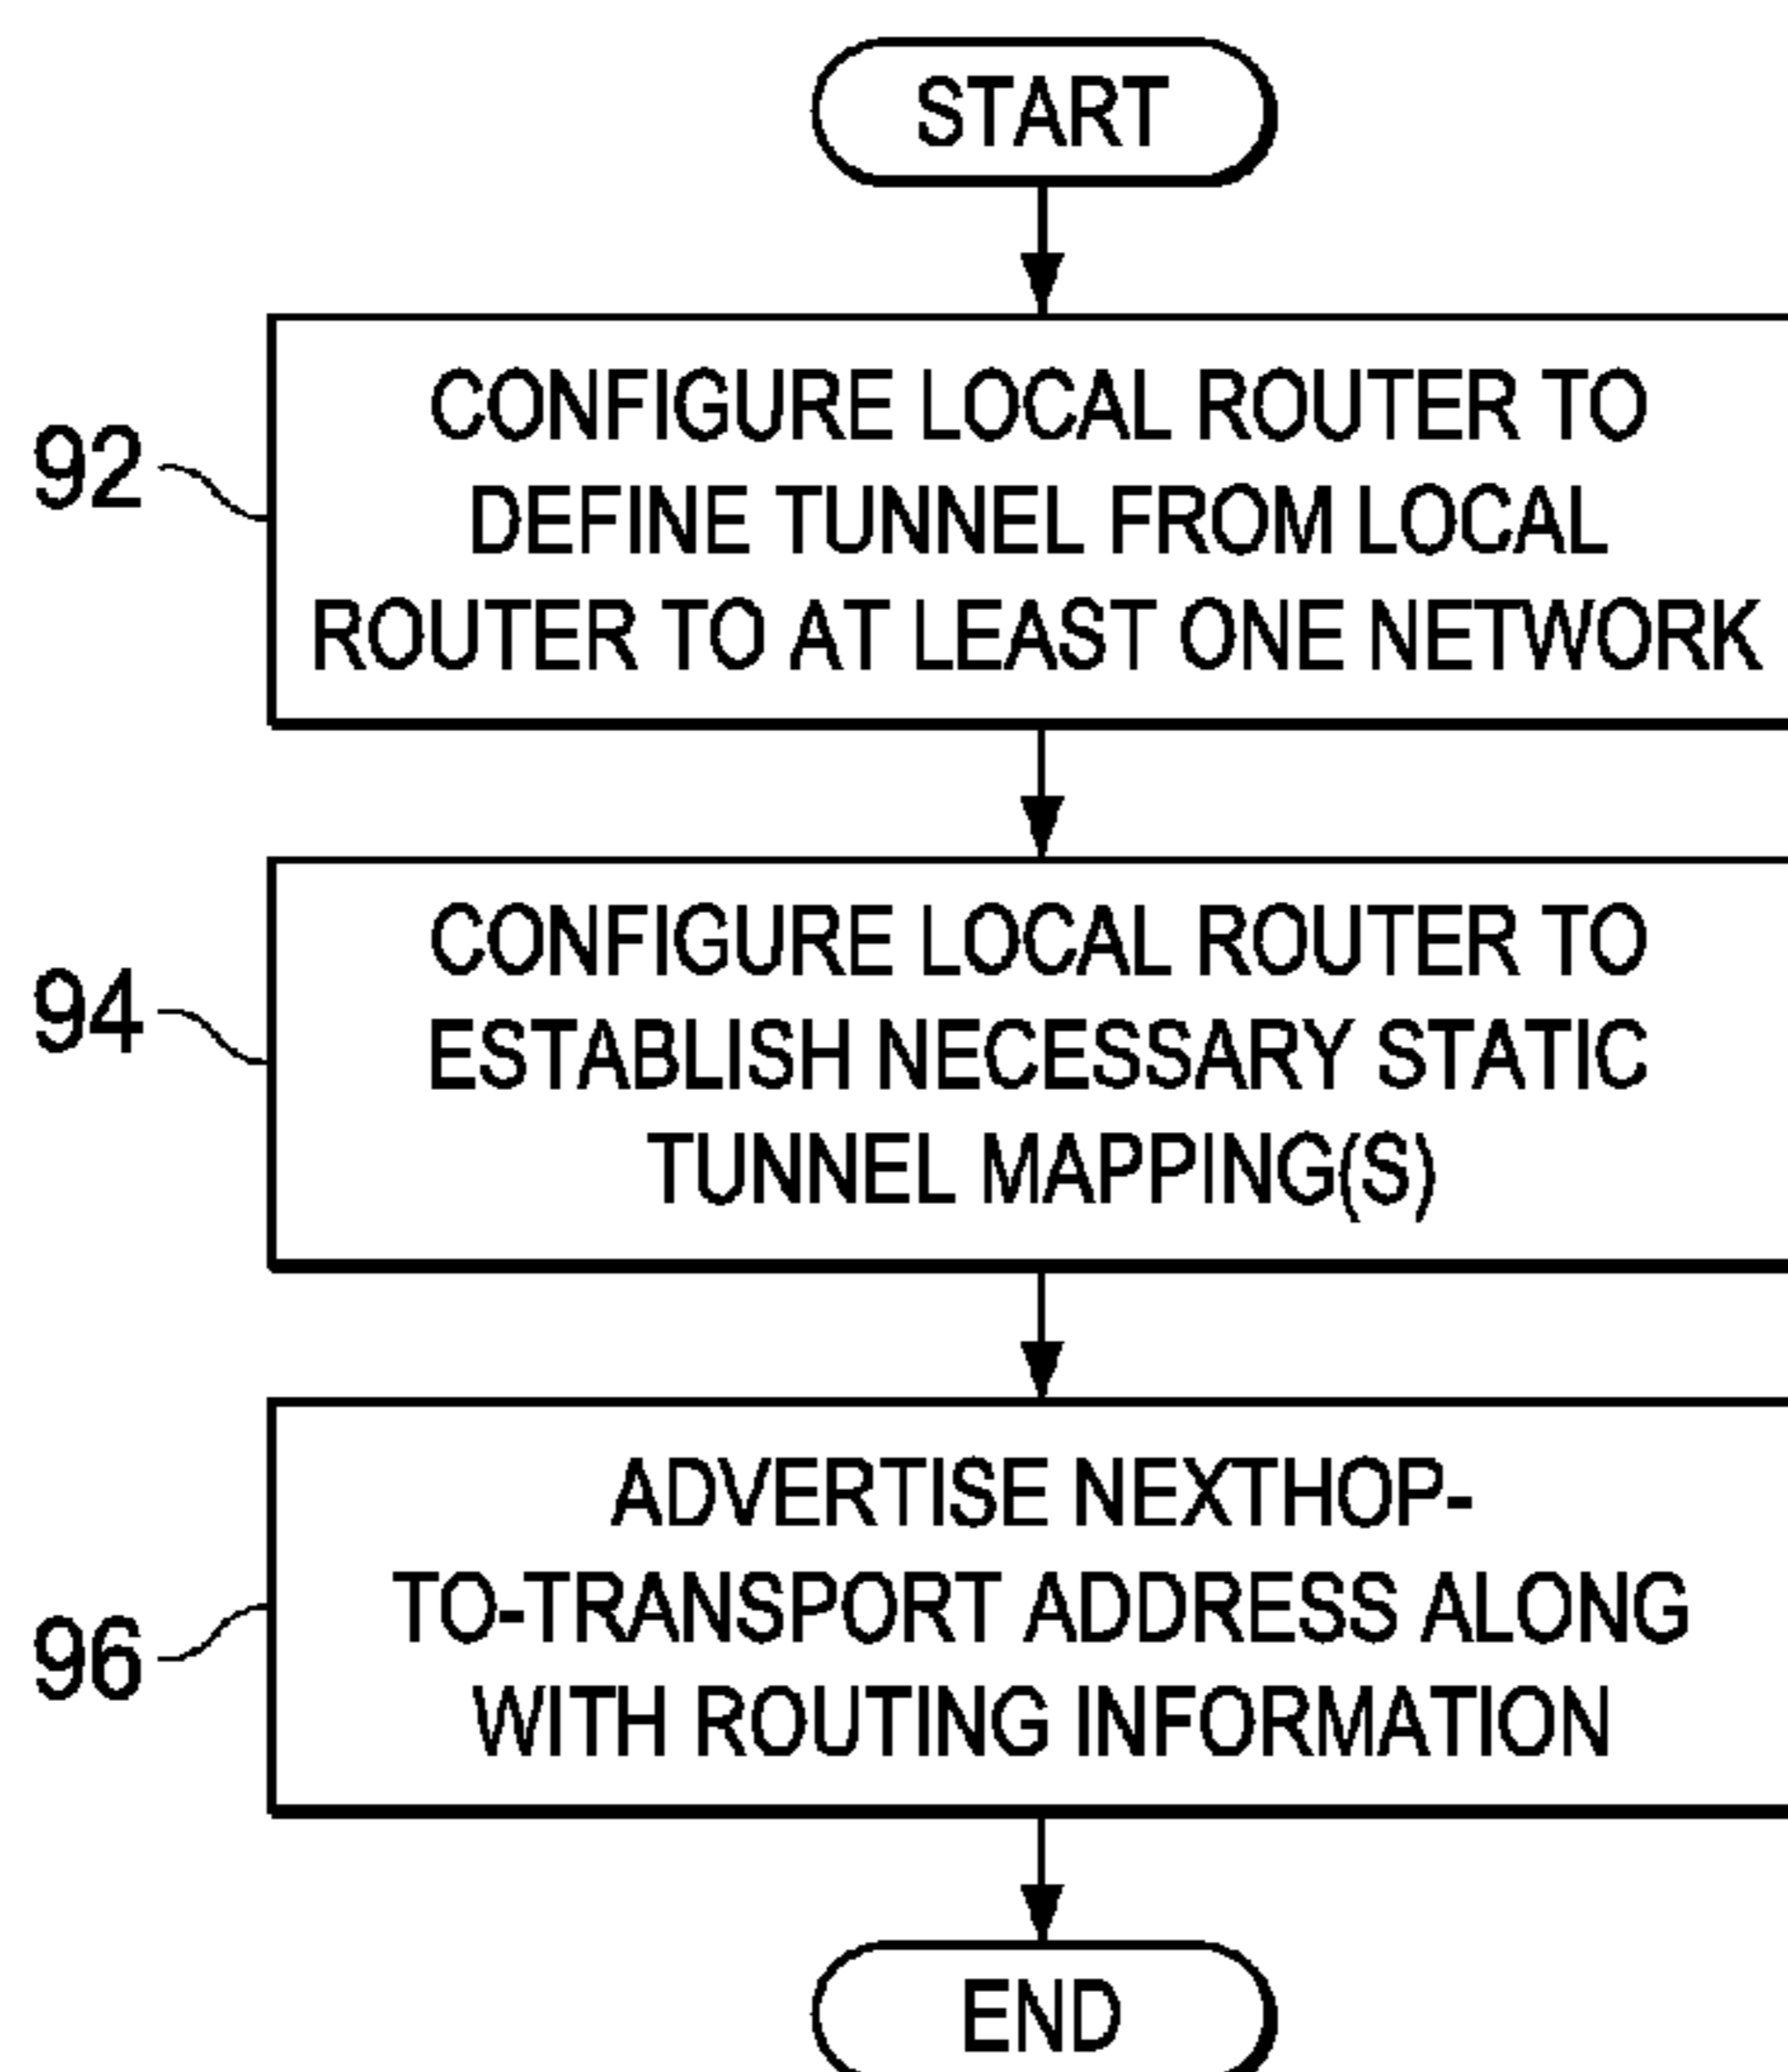 START
92
CONFIGURE LOCAL ROUTER TO
DEFINE TUNNEL FROM LOCAL
ROUTER TO AT LEAST ONE NETWORK
94
CONFIGURE LOCAL ROUTER TO
ESTABLISH NECESSARY STATIC
TUNNEL MAPPING(S)
96
ADVERTISE NEXTHOP-
TO-TRANSPORT ADDRESS ALONG
WITH ROUTING INFORMATION
END